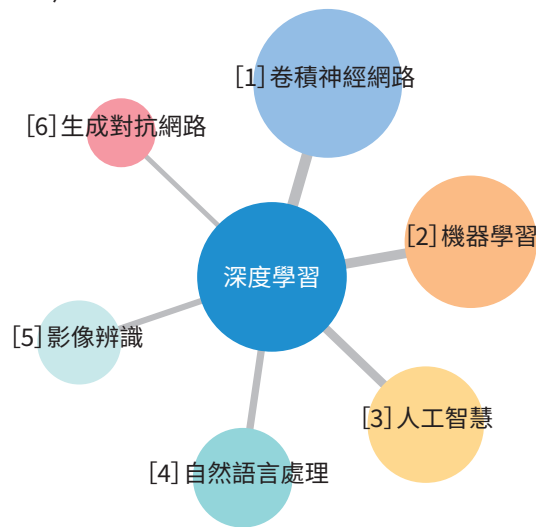 [1]卷積神經網路
[6]生成對抗網路
[2]機器學習
深度學習
[5]影像辨識
[3]人工智慧
[4]自然語言處理